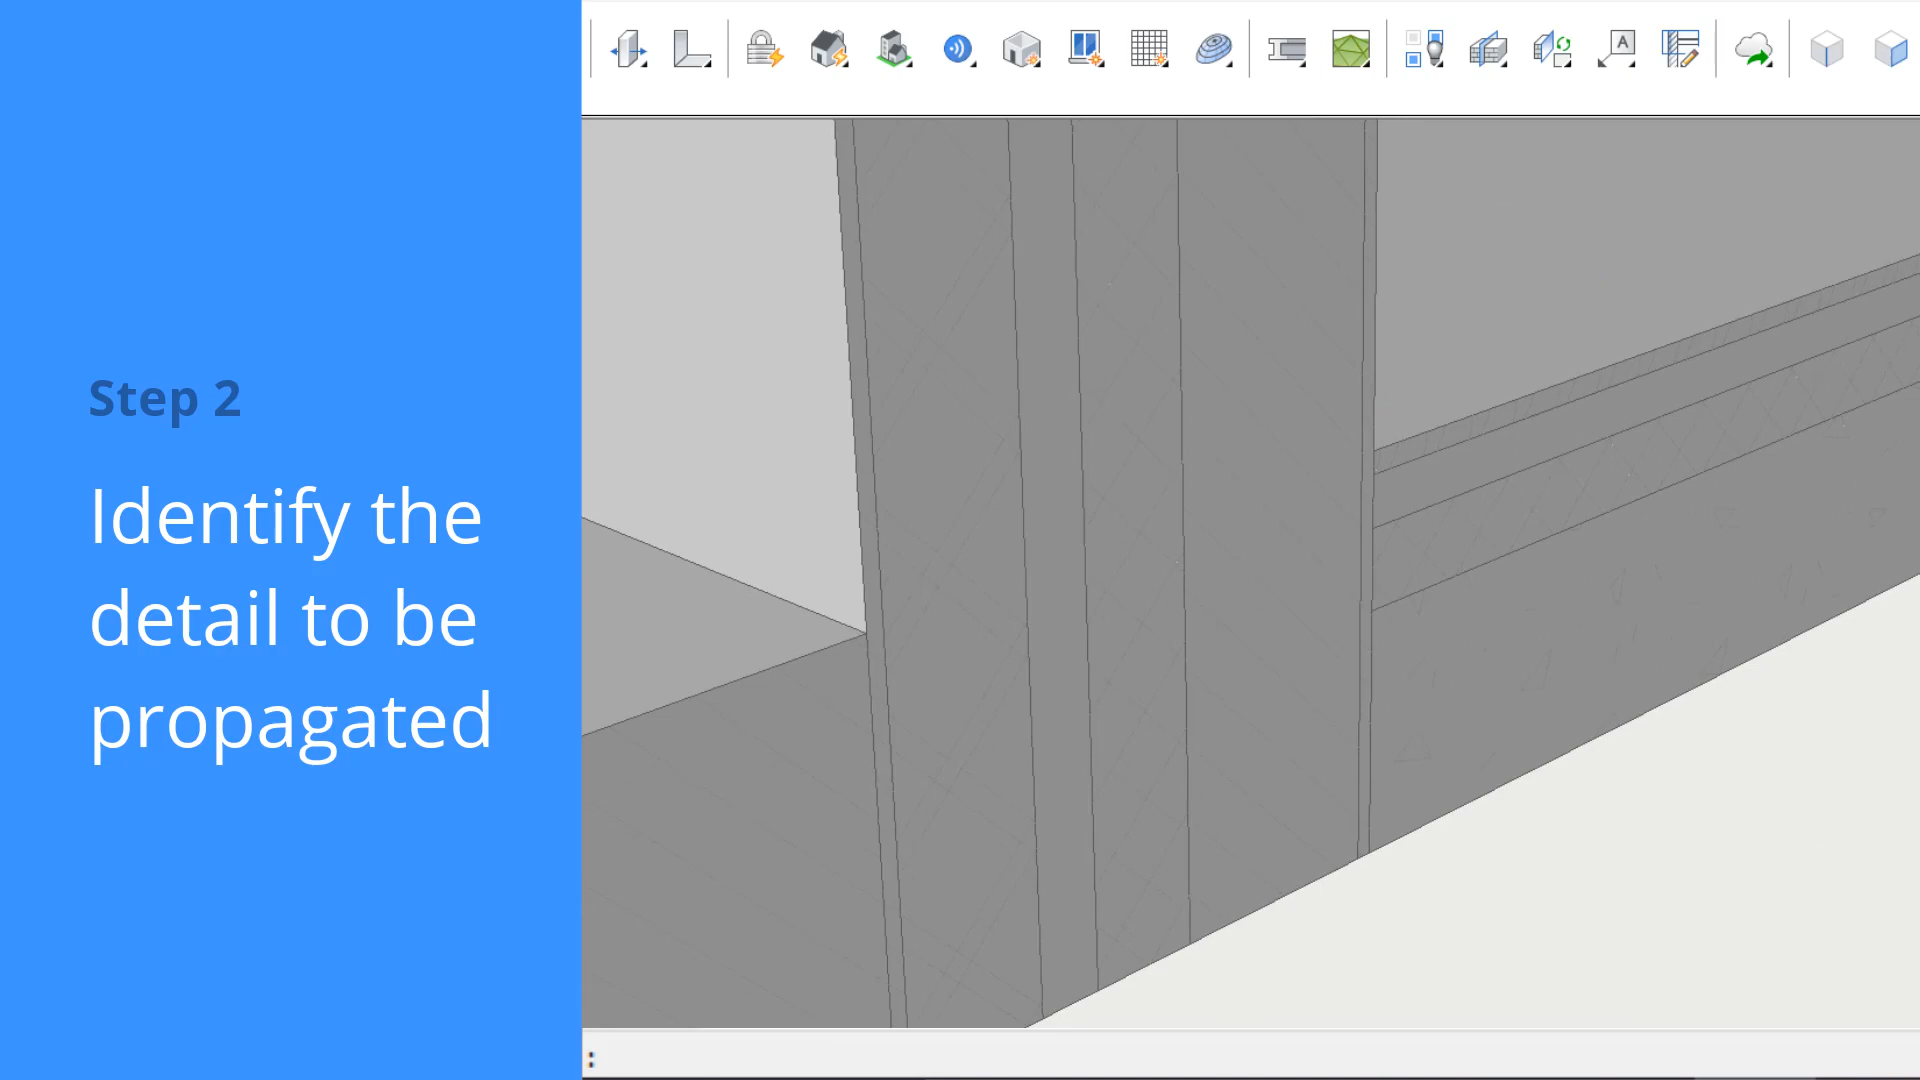 Step 2
Identify the
detail to be
propagated
A
: